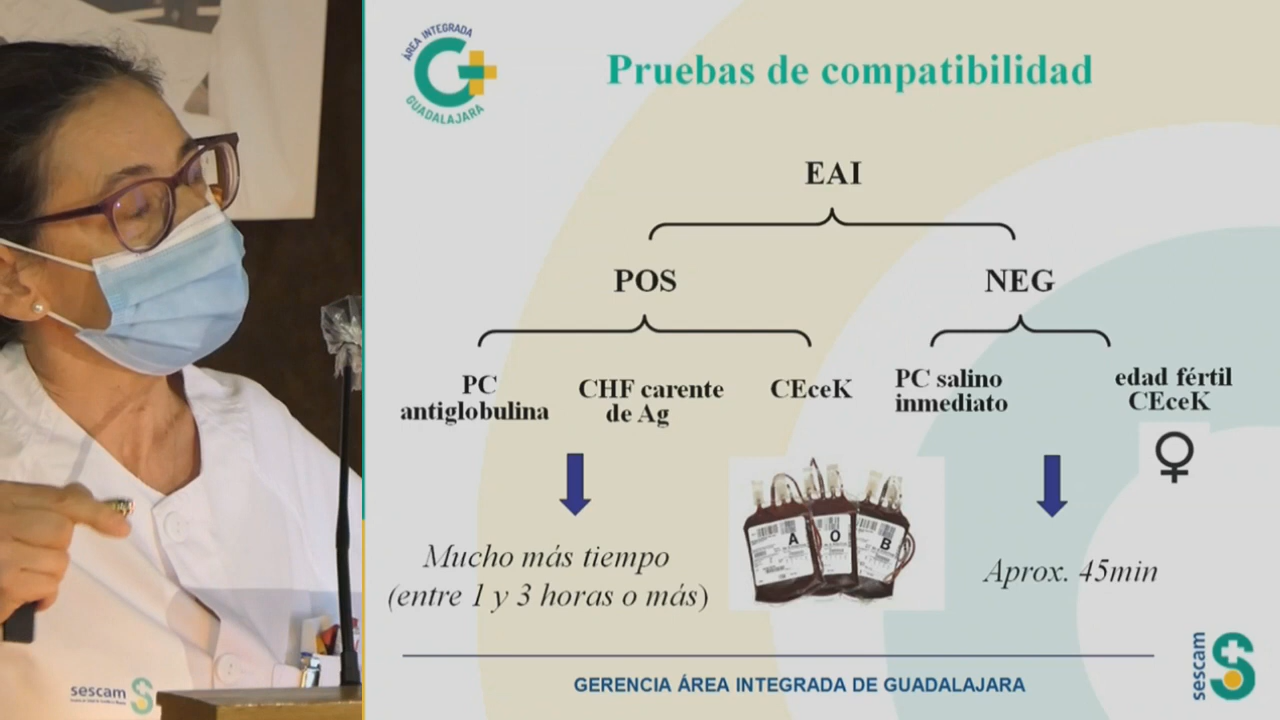 ÁREA INTEGRADA
GUADALAJARA
Pruebas de compatibilidad
EAI
POS
NEG
PC
antiglobulina
CHF carente
de Ag
CEceK
PC salino
inmediato
edad fértil
CEceK
Mucho más tiempo
(entre 1 y 3 horas o más)
A
O
B
Aprox. 45min
GERENCIA ÁREA INTEGRADA DE GUADALAJARA
sescam
sescam